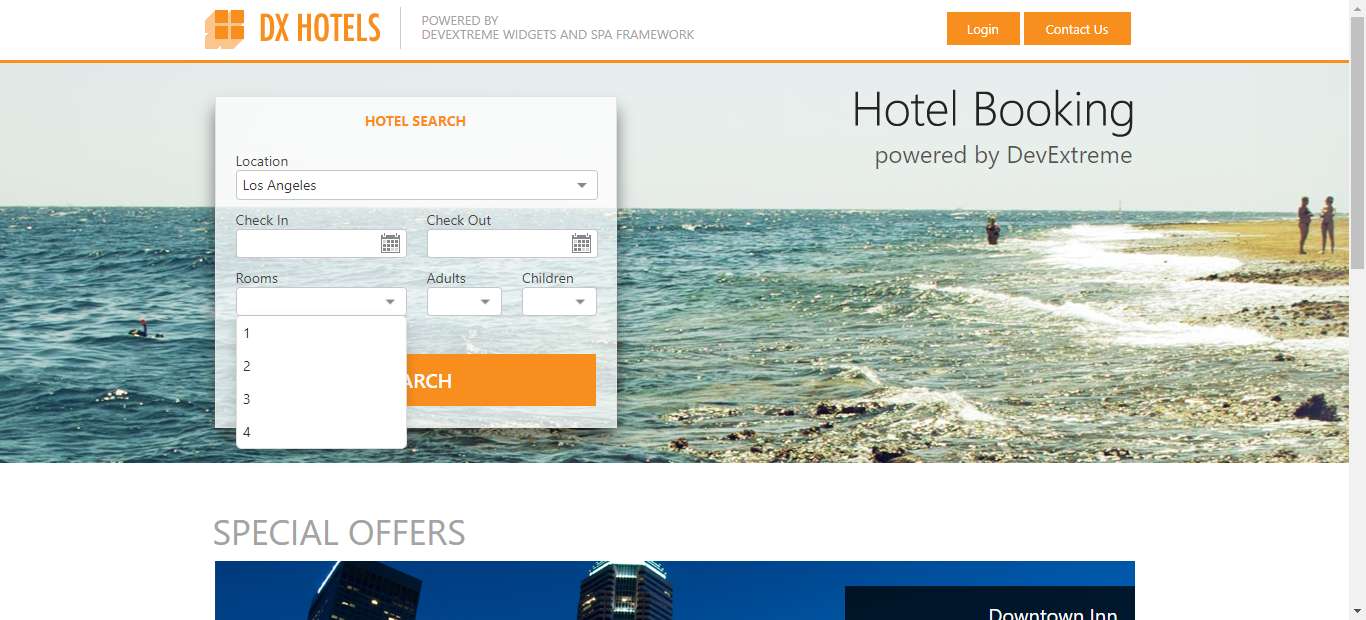 DX HOTELS
POWERED BY
DEVEXTREME WIDGETS AND SPA FRAMEWORK
Login
Contact Us
Hotel Booking
powered by DevExtreme
HOTEL SEARCH
Location
Los Angeles
Check In
Check Out
Rooms
Adults
Children
1
2
3
4
ARCH
SPECIAL OFFERS
Downtown Inn